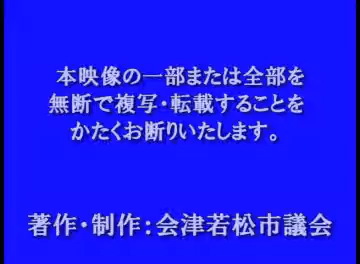 本映像の一部または全部を
無断で複写・転載することを
かたくお断りいたします。
著作・制作：会津若松市議会